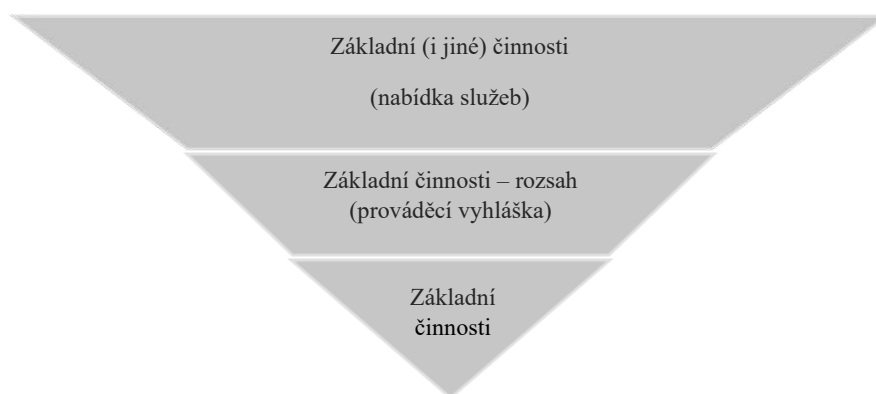 Základní (i jiné) činnosti
(nabídka služeb)
Základní činnosti – rozsah
(prováděcí vyhláška)
Základní
činnosti